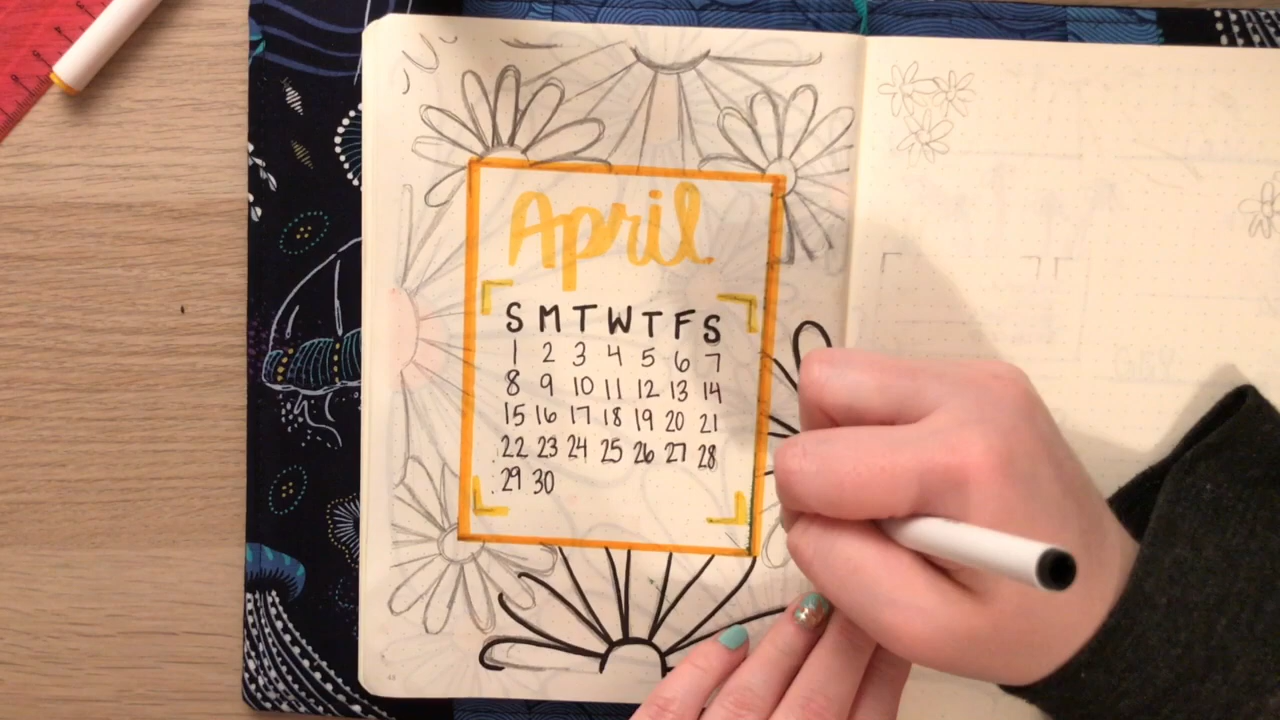 April
S M T W T F S
1 2 3 4 5 6 7
8 9 10 11 12 13 14
15 16 17 18 19 20 21
22 23 24 25 26 27 28
29 30